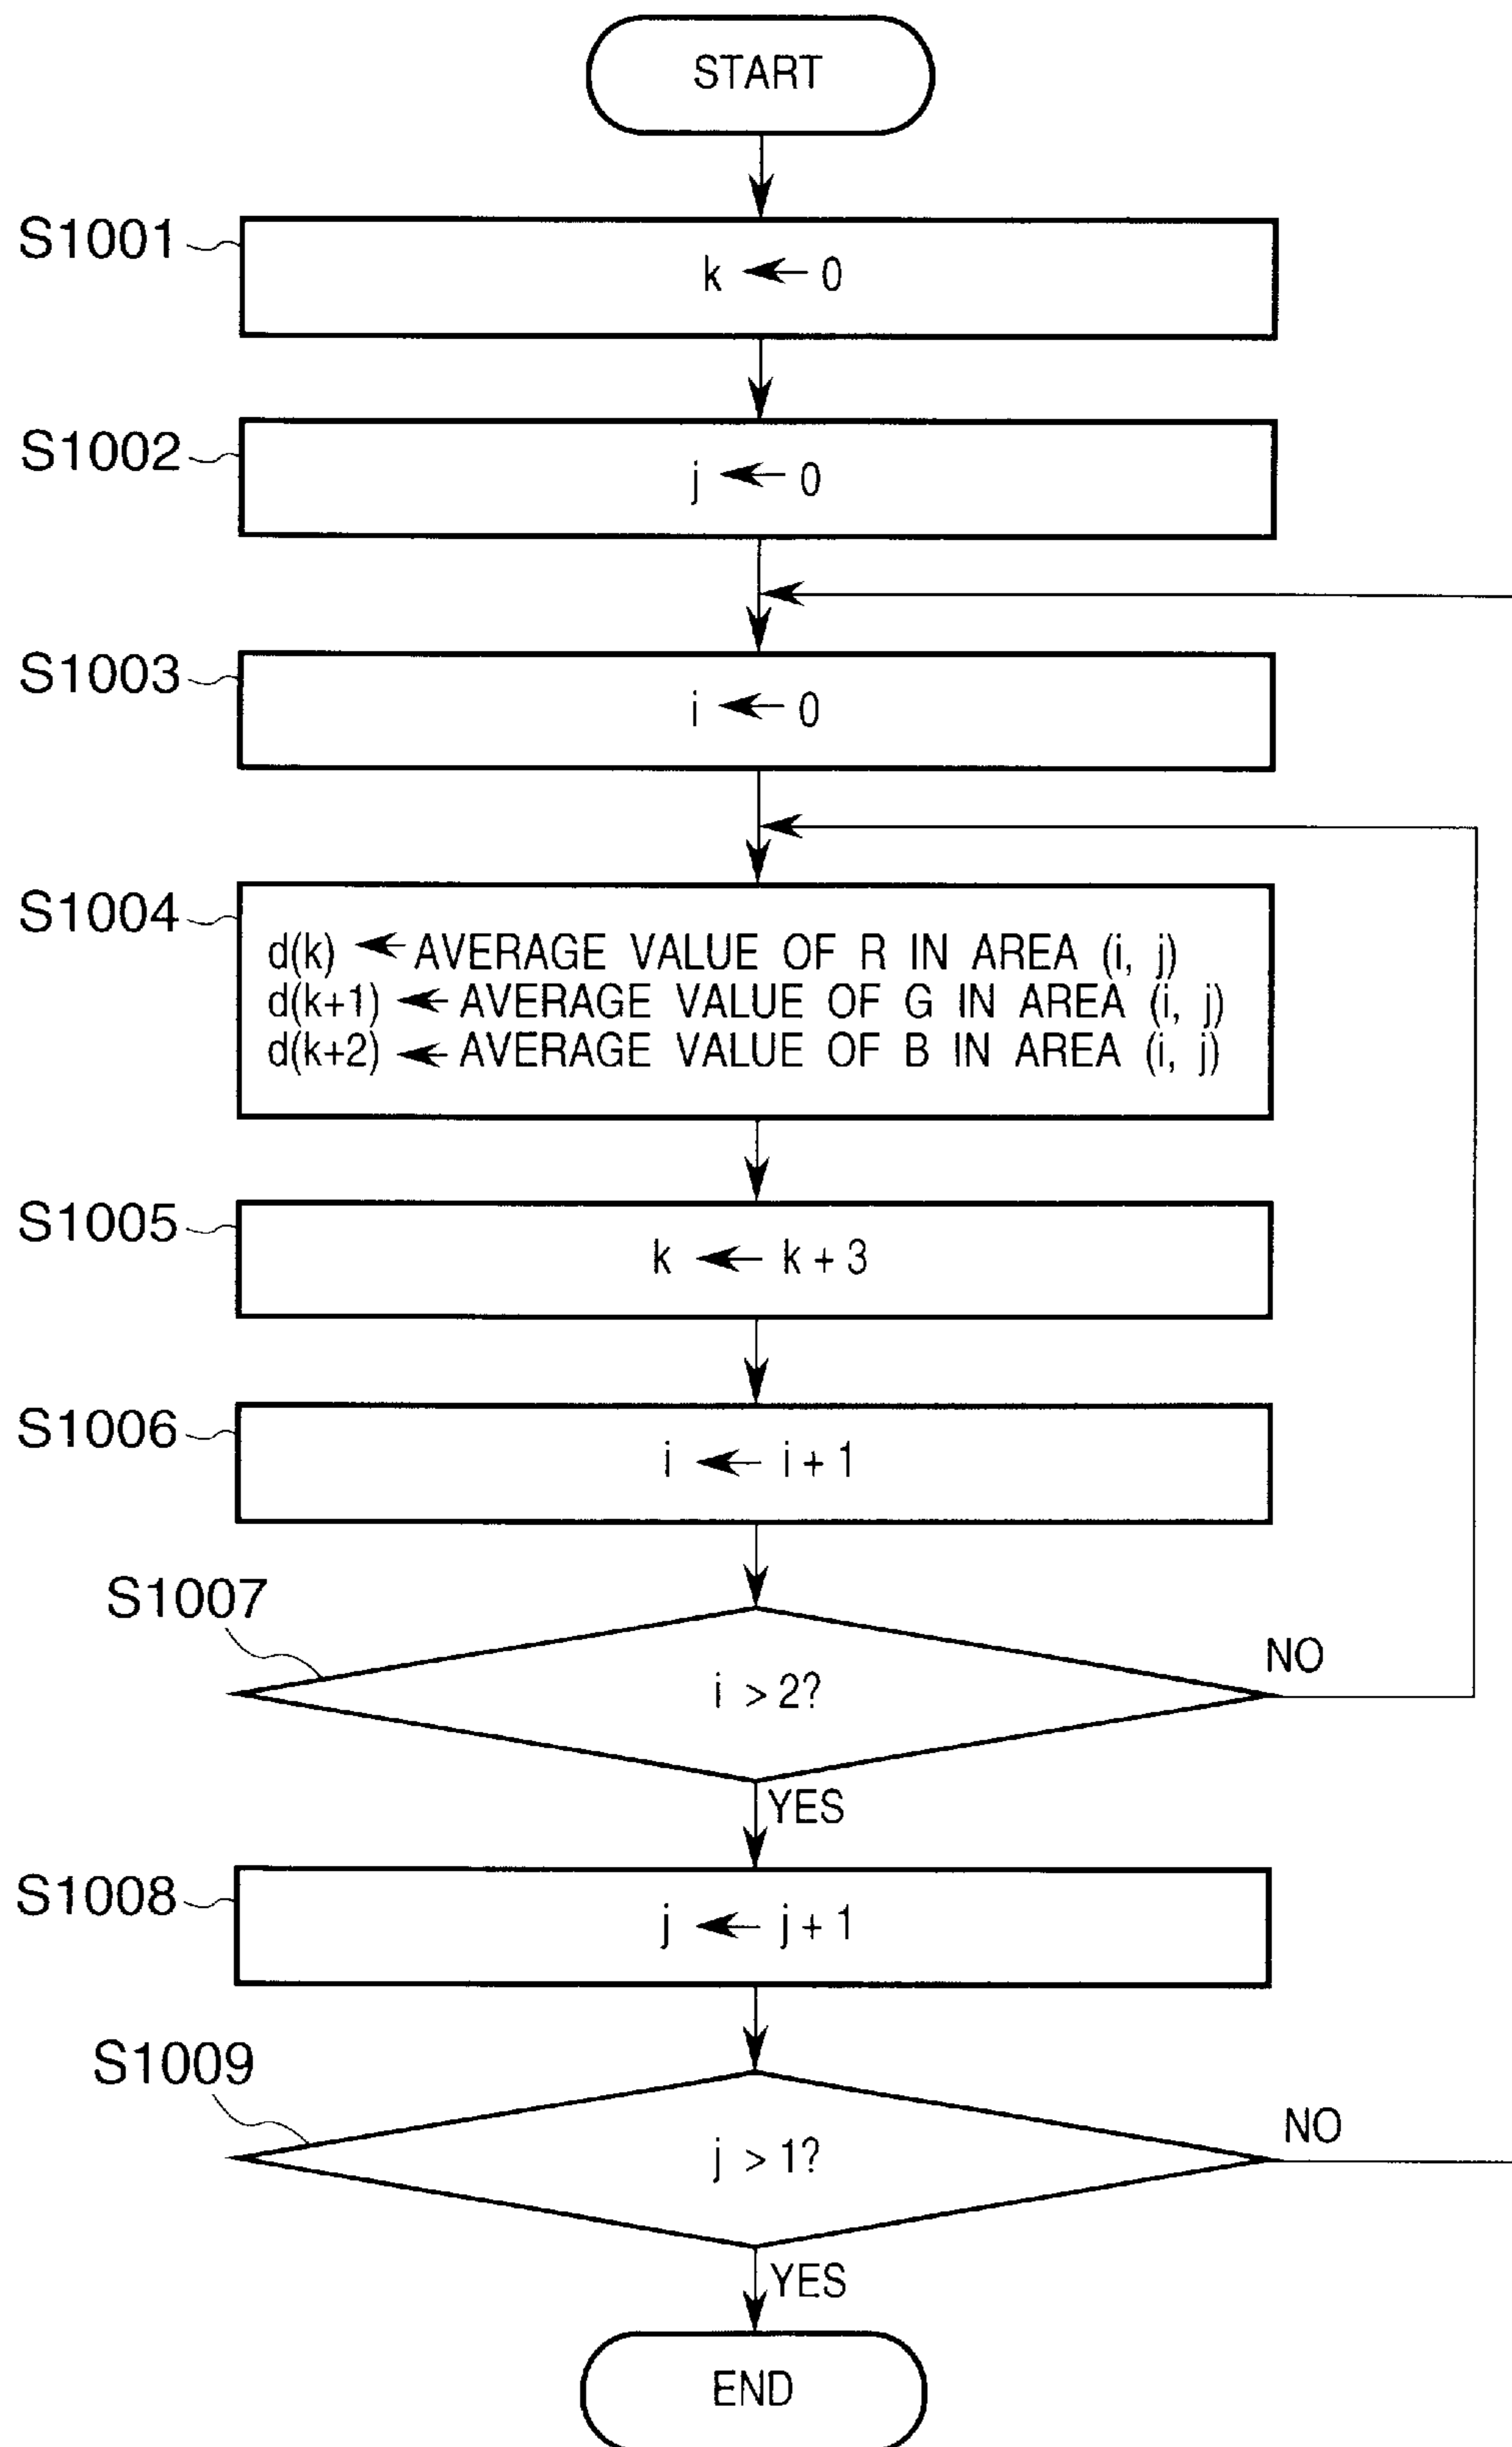 START
S1001
k ← 0
S1002
j ← 0
S1003
i ← 0
S1004
d(k) ← AVERAGE VALUE OF R IN AREA (i, j)
d(k+1) ← AVERAGE VALUE OF G IN AREA (i, j)
d(k+2) ← AVERAGE VALUE OF B IN AREA (i, j)
S1005
k ← k + 3
S1006
i ← i + 1
S1007
i > 2?
NO
YES
S1008
j ← j + 1
S1009
j > 1?
NO
YES
END